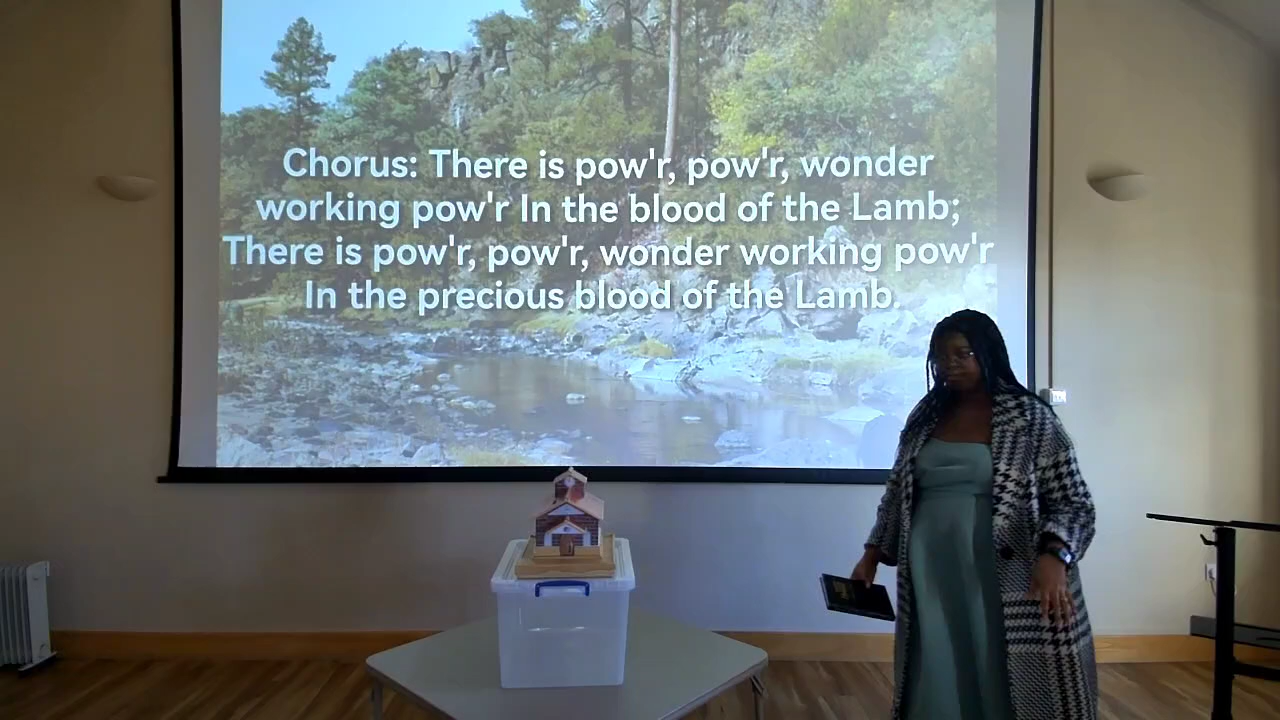 Chorus: There is pow'r, pow'r, wonder
working pow'r In the blood of the Lamb;
There is pow'r, pow'r, wonder working pow'r
In the precious blood of the Lamb.